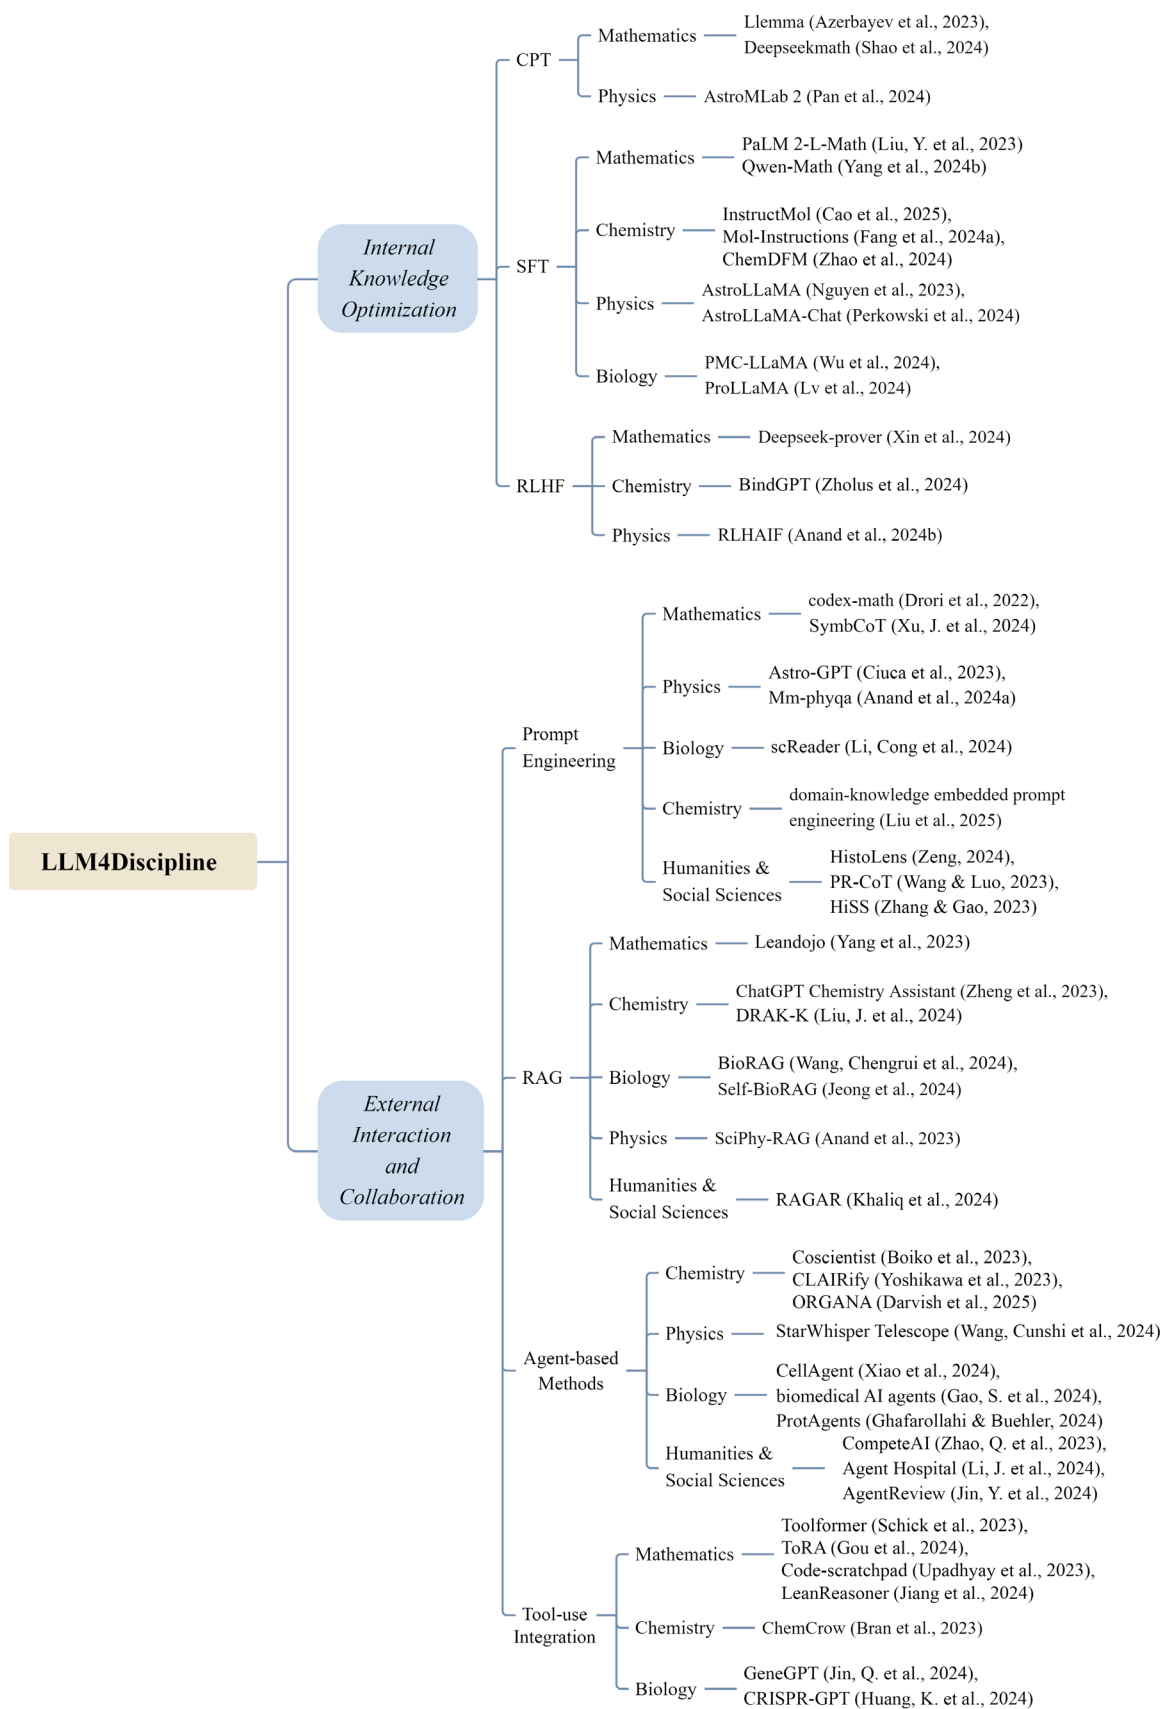 LLM4Discipline
Internal
Knowledge
Optimization
CPT
Mathematics
Llemma (Azerbayev et al., 2023),
Deepseekmath (Shao et al., 2024)
Physics
AstroMLab 2 (Pan et al., 2024)
SFT
Mathematics
PaLM 2-L-Math (Liu, Y. et al., 2023)
Qwen-Math (Yang et al., 2024b)
Chemistry
InstructMol (Cao et al., 2025),
Mol-Instructions (Fang et al., 2024a),
ChemDFM (Zhao et al., 2024)
Physics
AstroLLaMA (Nguyen et al., 2023),
AstroLLaMA-Chat (Perkowski et al., 2024)
Biology
PMC-LLaMA (Wu et al., 2024),
ProLLaMA (Lv et al., 2024)
RLHF
Mathematics
Deepseek-prover (Xin et al., 2024)
Chemistry
BindGPT (Zholus et al., 2024)
Physics
RLHAIF (Anand et al., 2024b)
External
Interaction
and
Collaboration
Prompt
Engineering
Mathematics
codex-math (Drori et al., 2022),
SymbCoT (Xu, J. et al., 2024)
Physics
Astro-GPT (Ciuca et al., 2023),
Mm-phyqa (Anand et al., 2024a)
Biology
scReader (Li, Cong et al., 2024)
Chemistry
domain-knowledge embedded prompt
engineering (Liu et al., 2025)
Humanities &
Social Sciences
HistoLens (Zeng, 2024),
PR-CoT (Wang & Luo, 2023),
HiSS (Zhang & Gao, 2023)
RAG
Mathematics
Leandojo (Yang et al., 2023)
Chemistry
ChatGPT Chemistry Assistant (Zheng et al., 2023),
DRAK-K (Liu, J. et al., 2024)
Biology
BioRAG (Wang, Chengrui et al., 2024),
Self-BioRAG (Jeong et al., 2024)
Physics
SciPhy-RAG (Anand et al., 2023)
Humanities &
Social Sciences
RAGAR (Khaliq et al., 2024)
Agent-based
Methods
Chemistry
Coscientist (Boiko et al., 2023),
CLAIRify (Yoshikawa et al., 2023),
ORGANA (Darvish et al., 2025)
Physics
StarWhisper Telescope (Wang, Cunshi et al., 2024)
Biology
CellAgent (Xiao et al., 2024),
biomedical AI agents (Gao, S. et al., 2024),
ProtAgents (Ghafarollahi & Buehler, 2024)
Humanities &
Social Sciences
CompeteAI (Zhao, Q. et al., 2023),
Agent Hospital (Li, J. et al., 2024),
AgentReview (Jin, Y. et al., 2024)
Tool-use
Integration
Mathematics
Toolformer (Schick et al., 2023),
ToRA (Gou et al., 2024),
Code-scratchpad (Upadhyay et al., 2023),
LeanReasoner (Jiang et al., 2024)
Chemistry
ChemCrow (Bran et al., 2023)
Biology
GeneGPT (Jin, Q. et al., 2024),
CRISPR-GPT (Huang, K. et al., 2024)